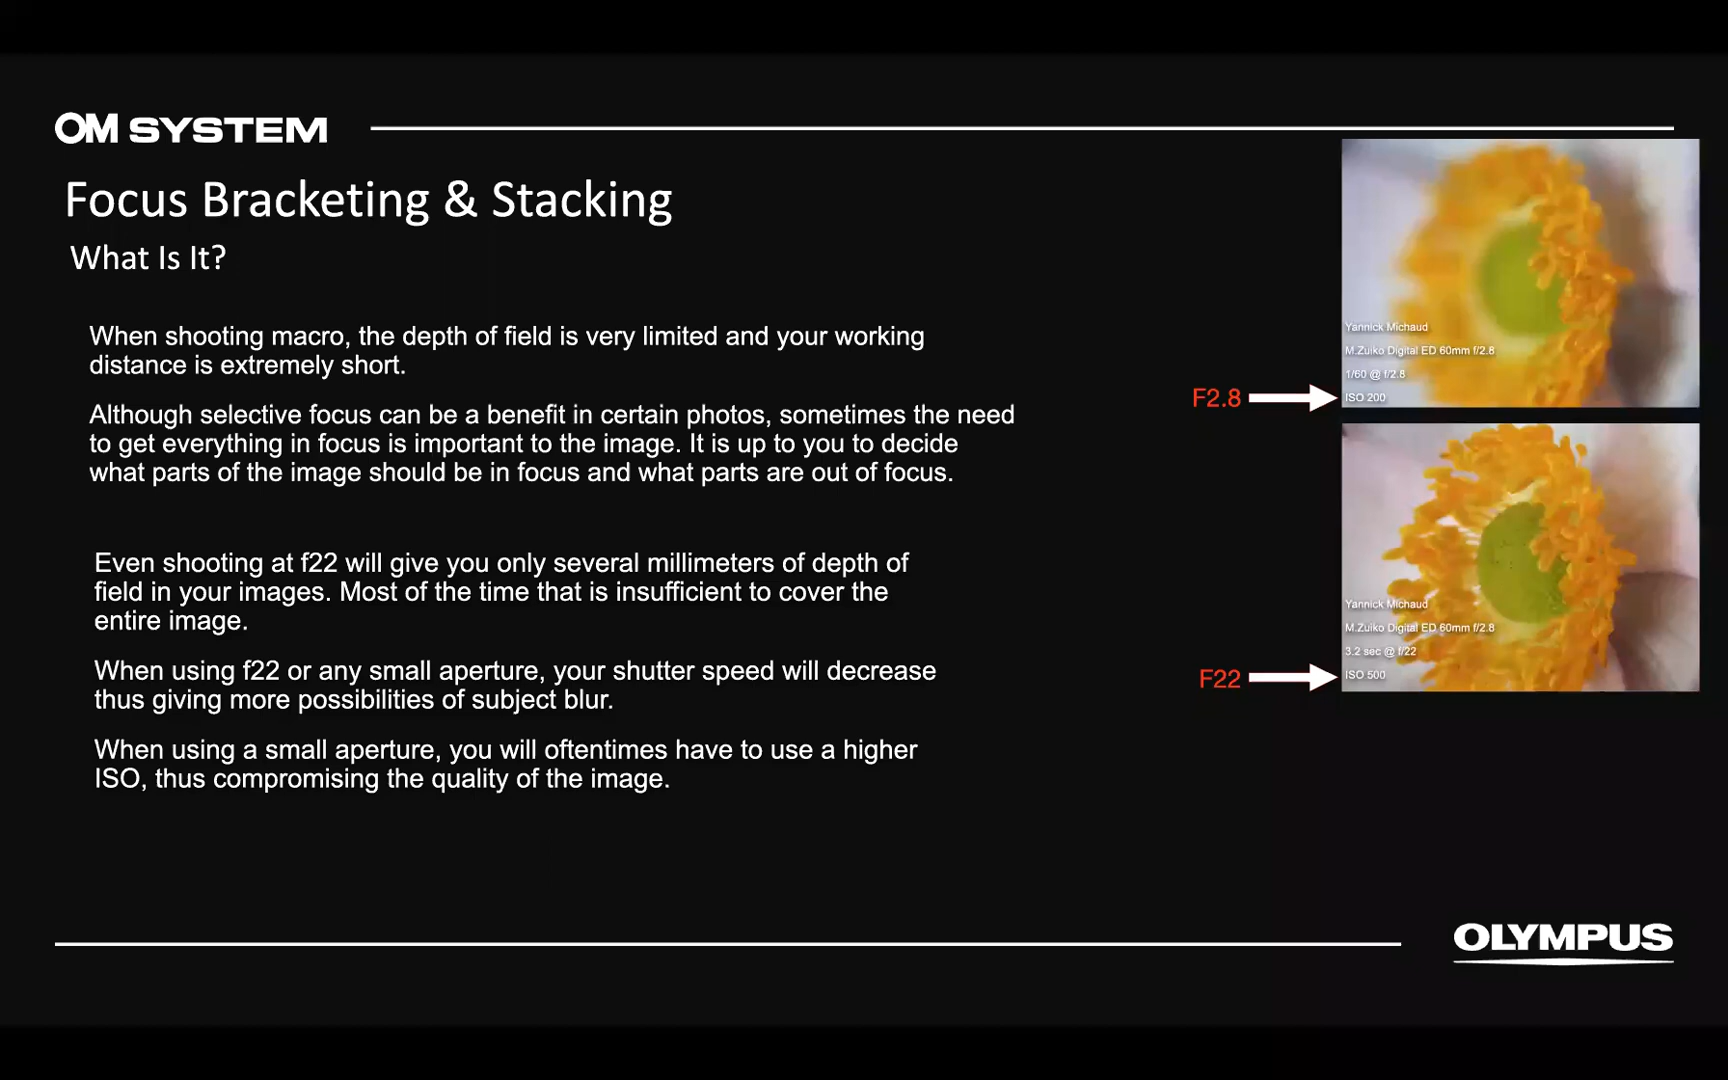 OM SYSTEM
Focus Bracketing & Stacking
What Is It?
When shooting macro, the depth of field is very limited and your working
distance is extremely short.
Although selective focus can be a benefit in certain photos, sometimes the need
to get everything in focus is important to the image. It is up to you to decide
what parts of the image should be in focus and what parts are out of focus.
Even shooting at f22 will give you only several millimeters of depth of
field in your images. Most of the time that is insufficient to cover the
entire image.
When using f22 or any small aperture, your shutter speed will decrease
thus giving more possibilities of subject blur.
When using a small aperture, you will oftentimes have to use a higher
ISO, thus compromising the quality of the image.
Yannick Michaud
M.Zuiko Digital ED 60mm f/2.8
1/60 @ f/2.8
ISO 200
F2.8
Yannick Michaud
M.Zuiko Digital ED 60mm f/2.8
3.2 sec @ f/22
ISO 500
F22
OLYMPUS